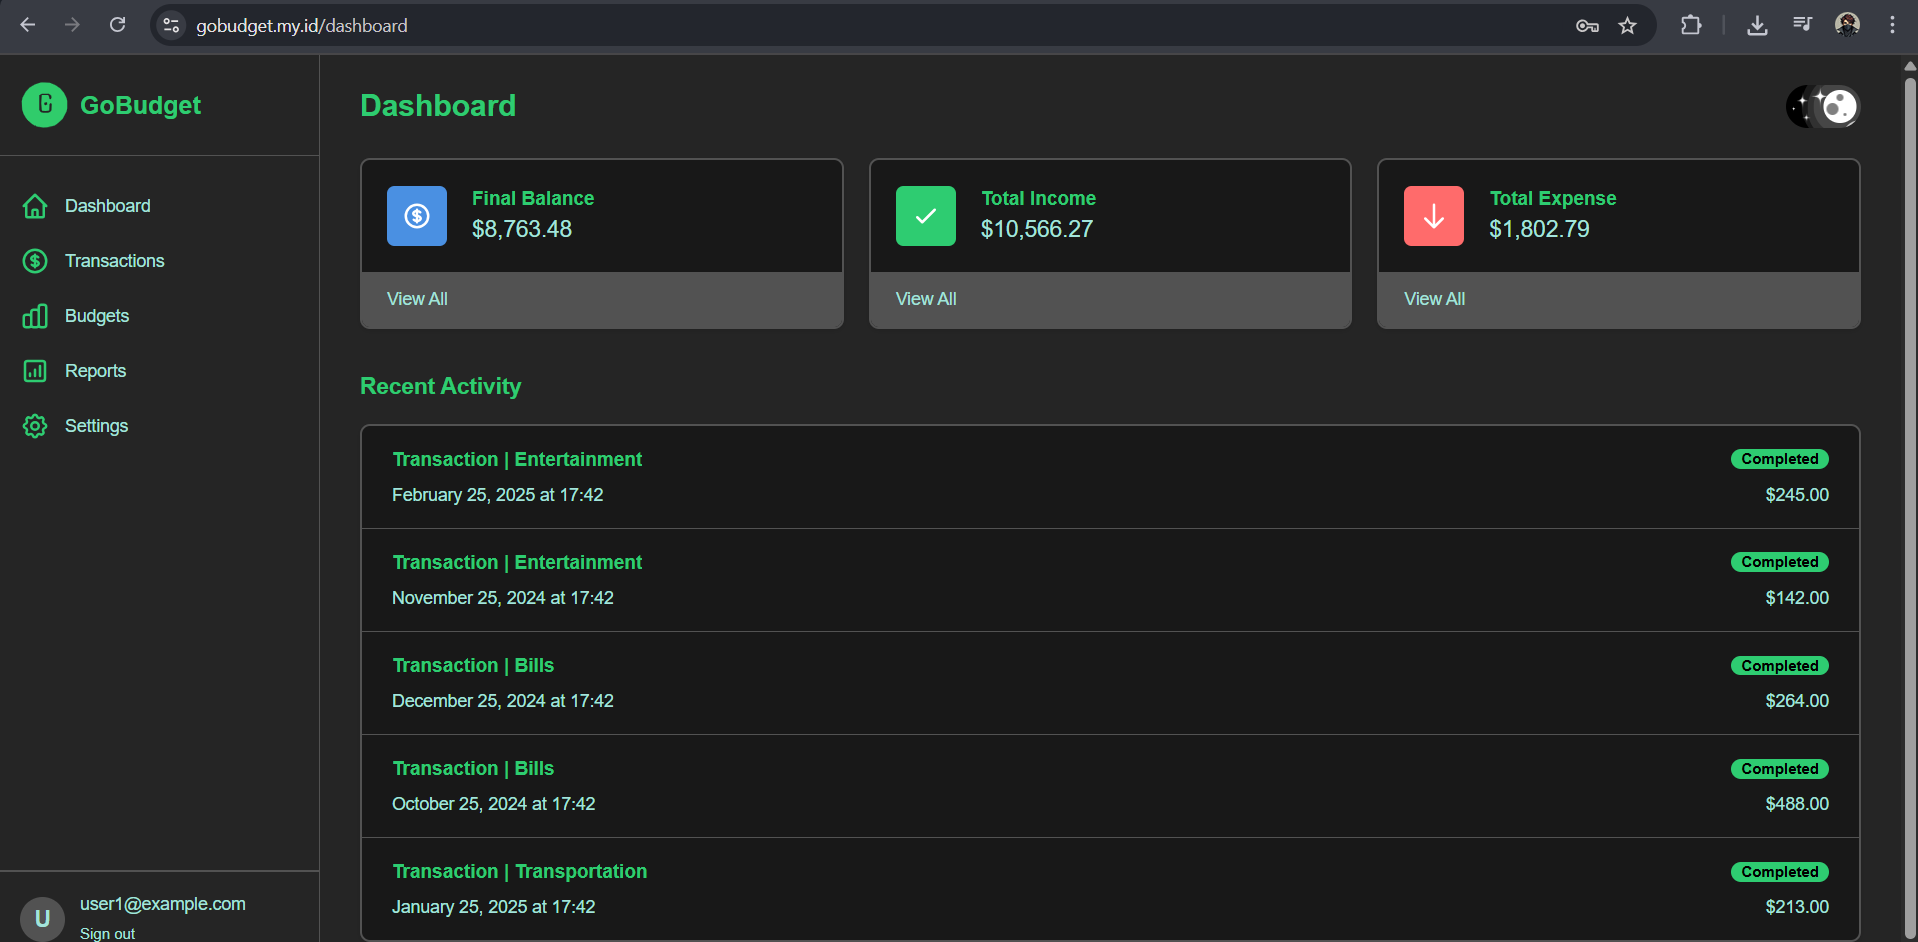 gobudget.my.id/dashboard
G GoBudget
Dashboard
Transactions
Budgets
Reports
Settings
U
user1@example.com
Sign out
Dashboard
Final Balance
$8,763.48
View All
Total Income
$10,566.27
View All
Total Expense
$1,802.79
View All
Recent Activity
Transaction | Entertainment
Completed
February 25, 2025 at 17:42
$245.00
Transaction | Entertainment
Completed
November 25, 2024 at 17:42
$142.00
Transaction | Bills
Completed
December 25, 2024 at 17:42
$264.00
Transaction | Bills
Completed
October 25, 2024 at 17:42
$488.00
Transaction | Transportation
Completed
January 25, 2025 at 17:42
$213.00